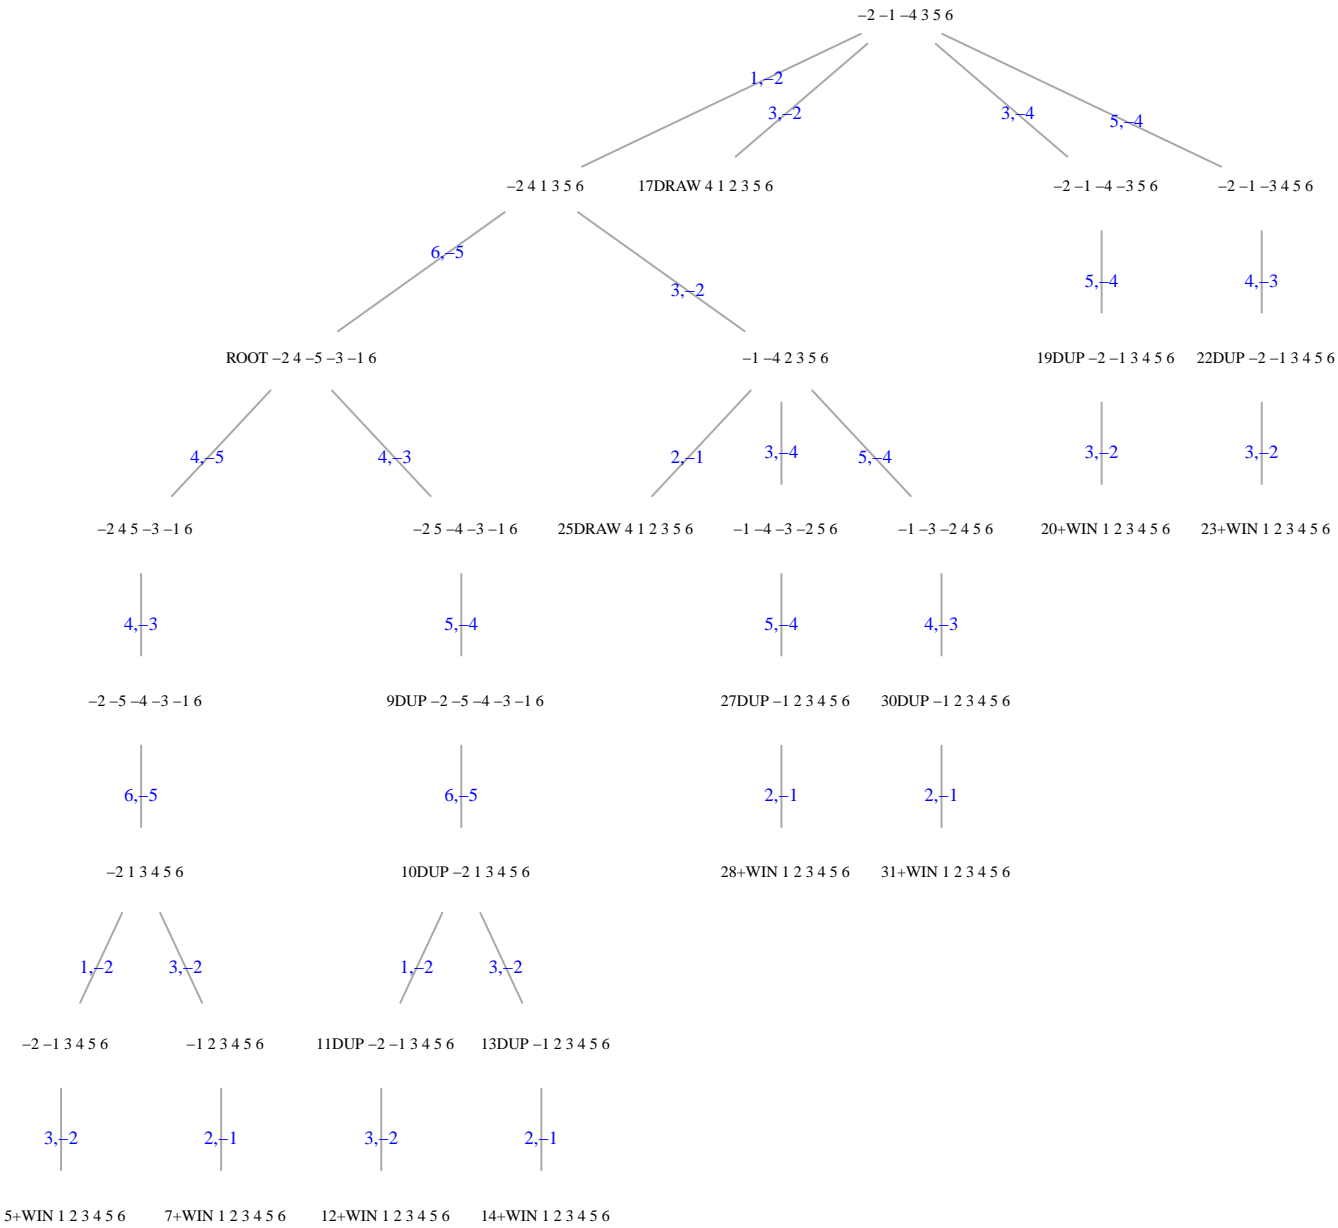 −2 −1 −4 3 5 6
1,−2
3,−2
3,−4
5,−4
−2 4 1 3 5 6
17DRAW 4 1 2 3 5 6
−2 −1 −4 −3 5 6
−2 −1 −3 4 5 6
6,−5
3,−2
5,−4
4,−3
ROOT −2 4 −5 −3 −1 6
−1 −4 2 3 5 6
19DUP −2 −1 3 4 5 6
22DUP −2 −1 3 4 5 6
4,−5
4,−3
2,−1
3,−4
5,−4
3,−2
3,−2
−2 4 5 −3 −1 6
−2 5 −4 −3 −1 6
25DRAW 4 1 2 3 5 6
−1 −4 −3 −2 5 6
−1 −3 −2 4 5 6
20+WIN 1 2 3 4 5 6
23+WIN 1 2 3 4 5 6
4,−3
5,−4
5,−4
4,−3
−2 −5 −4 −3 −1 6
9DUP −2 −5 −4 −3 −1 6
27DUP −1 2 3 4 5 6
30DUP −1 2 3 4 5 6
6,−5
6,−5
2,−1
2,−1
−2 1 3 4 5 6
10DUP −2 1 3 4 5 6
28+WIN 1 2 3 4 5 6
31+WIN 1 2 3 4 5 6
1,−2
3,−2
1,−2
3,−2
−2 −1 3 4 5 6
−1 2 3 4 5 6
11DUP −2 −1 3 4 5 6
13DUP −1 2 3 4 5 6
3,−2
2,−1
3,−2
2,−1
5+WIN 1 2 3 4 5 6
7+WIN 1 2 3 4 5 6
12+WIN 1 2 3 4 5 6
14+WIN 1 2 3 4 5 6